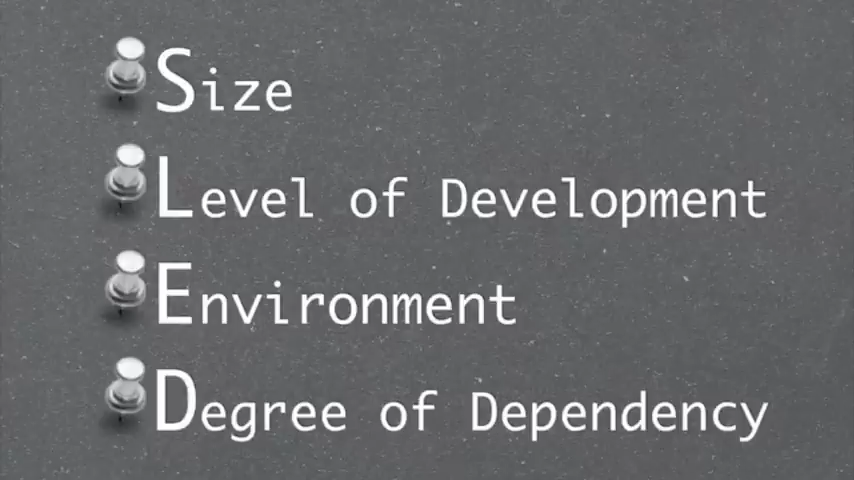 Size
Level of Development
Environment
Degree of Dependency